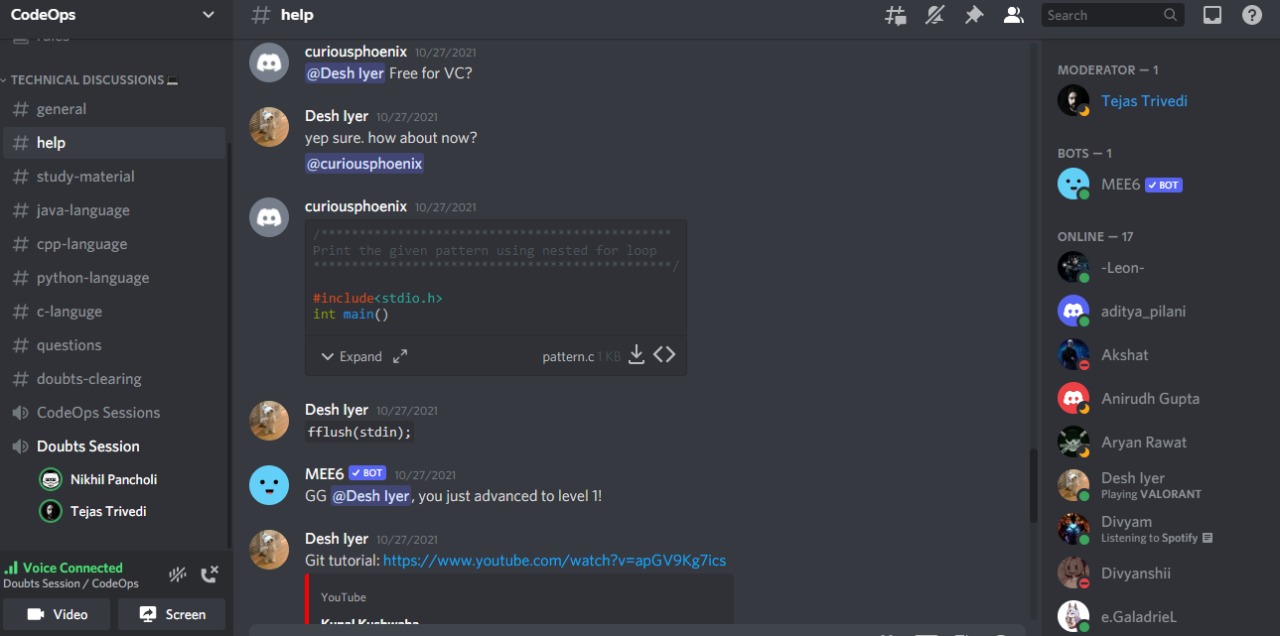 CodeOps
rules
TECHNICAL DISCUSSIONS
general
help
study-material
java-language
cpp-language
python-language
c-languge
questions
doubts-clearing
CodeOps Sessions
Doubts Session
Nikhil Pancholi
Tejas Trivedi
Voice Connected
Doubts Session / CodeOps
Video
Screen
# help
Search
curiousphoenix 10/27/2021
@Desh Iyer Free for VC?
Desh Iyer 10/27/2021
yep sure. how about now?
@curiousphoenix
curiousphoenix 10/27/2021
Print the given pattern using nested for loop
#include<stdio.h>
int main()
Expand
pattern.c 1 KB
Desh Iyer 10/27/2021
fflush(stdin);
MEE6 BOT 10/27/2021
GG @Desh Iyer, you just advanced to level 1!
Desh Iyer 10/27/2021
Git tutorial: https://www.youtube.com/watch?v=apGV9Kg7ics
YouTube
Kunal Kushwaha
MODERATOR — 1
Tejas Trivedi
BOTS — 1
MEE6 BOT
ONLINE — 17
-Leon-
aditya_pilani
Akshat
Anirudh Gupta
Aryan Rawat
Desh Iyer
Playing VALORANT
Divyam
Listening to Spotify
Divyanshii
e.GaladrieL